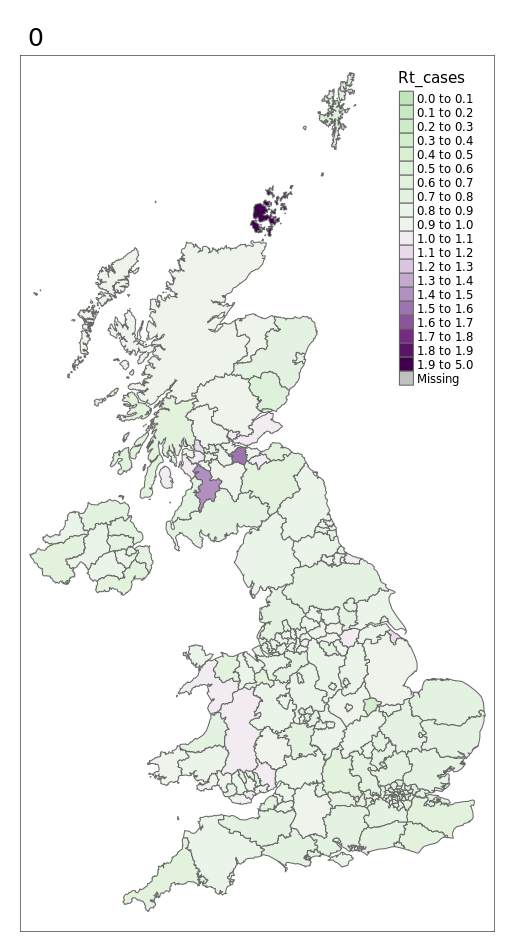 0
Rt_cases
0.0 to 0.1
0.1 to 0.2
0.2 to 0.3
0.3 to 0.4
0.4 to 0.5
0.5 to 0.6
0.6 to 0.7
0.7 to 0.8
0.8 to 0.9
0.9 to 1.0
1.0 to 1.1
1.1 to 1.2
1.2 to 1.3
1.3 to 1.4
1.4 to 1.5
1.5 to 1.6
1.6 to 1.7
1.7 to 1.8
1.8 to 1.9
1.9 to 5.0
Missing